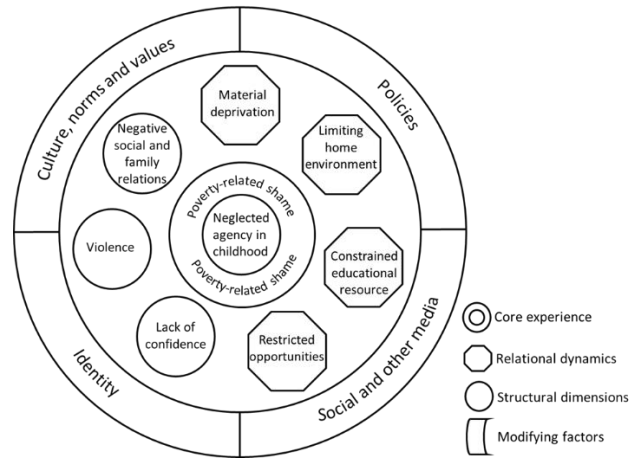 Culture, norms and values
Policies
Material
deprivation
Negative
social and
family
relations
Limiting
home
environment
Poverty-related shame
Neglected
agency in
childhood
Poverty-related shame
Violence
Constrained
educational
resource
Lack of
confidence
Restricted
opportunities
Identity
Social and other media
Core experience
Relational dynamics
Structural dimensions
Modifying factors